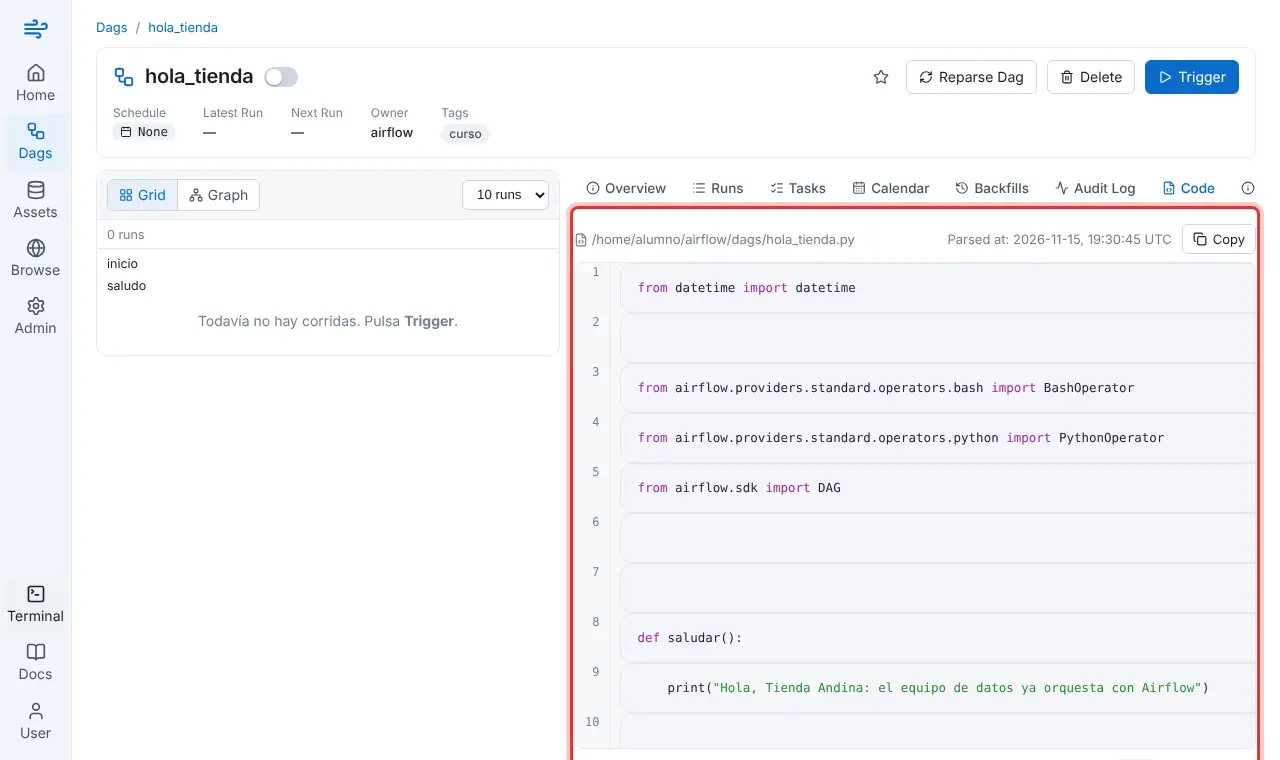 Dags / hola_tienda
Home
Dags
Assets
Browse
Admin
Terminal
Docs
User
hola_tienda
Reparse Dag
Delete
Trigger
Schedule Latest Run Next Run Owner Tags
None — — airflow curso
Grid Graph 10 runs
0 runs
inicio
saludo
Todavía no hay corridas. Pulsa Trigger.
Overview Runs Tasks Calendar Backfills Audit Log Code
/home/alumno/airflow/dags/hola_tienda.py Parsed at: 2026-11-15, 19:30:45 UTC Copy
1 from datetime import datetime
2
3 from airflow.providers.standard.operators.bash import BashOperator
4 from airflow.providers.standard.operators.python import PythonOperator
5 from airflow.sdk import DAG
6
7
8 def saludar():
9 print("Hola, Tienda Andina: el equipo de datos ya orquesta con Airflow")
10